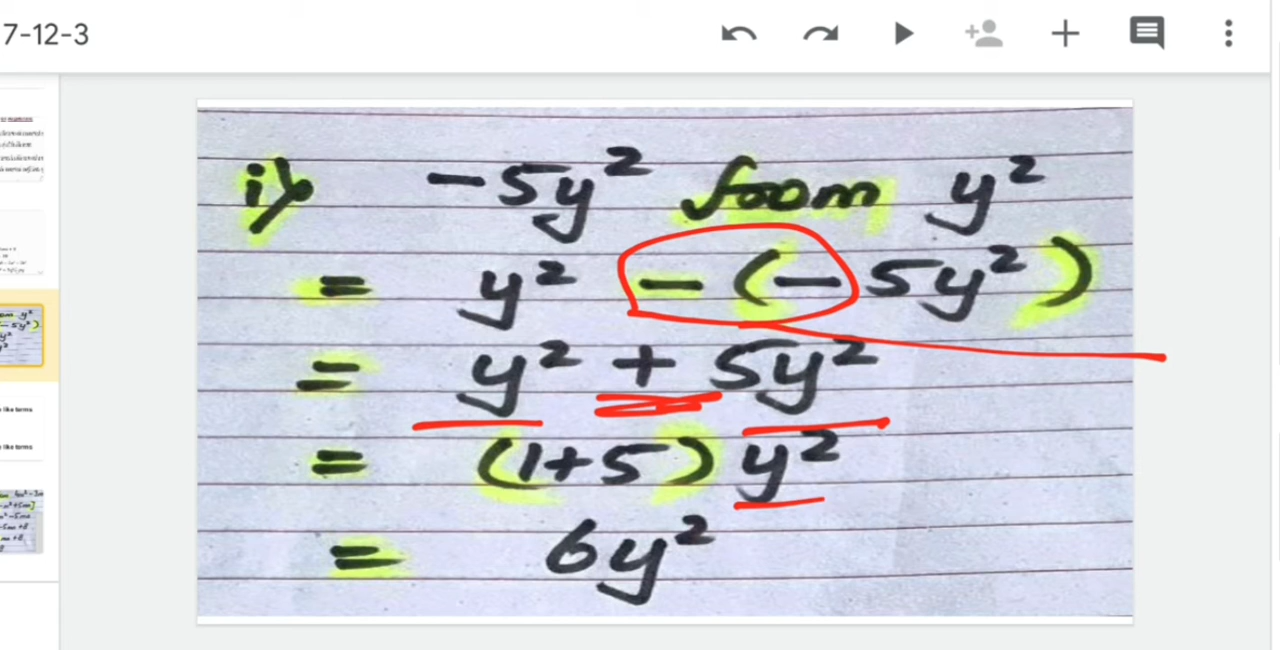 7-12-3
i) -5y² foom y²
= y² - (-5y²)
= y² + 5y²
= (1+5) y²
= 6y²